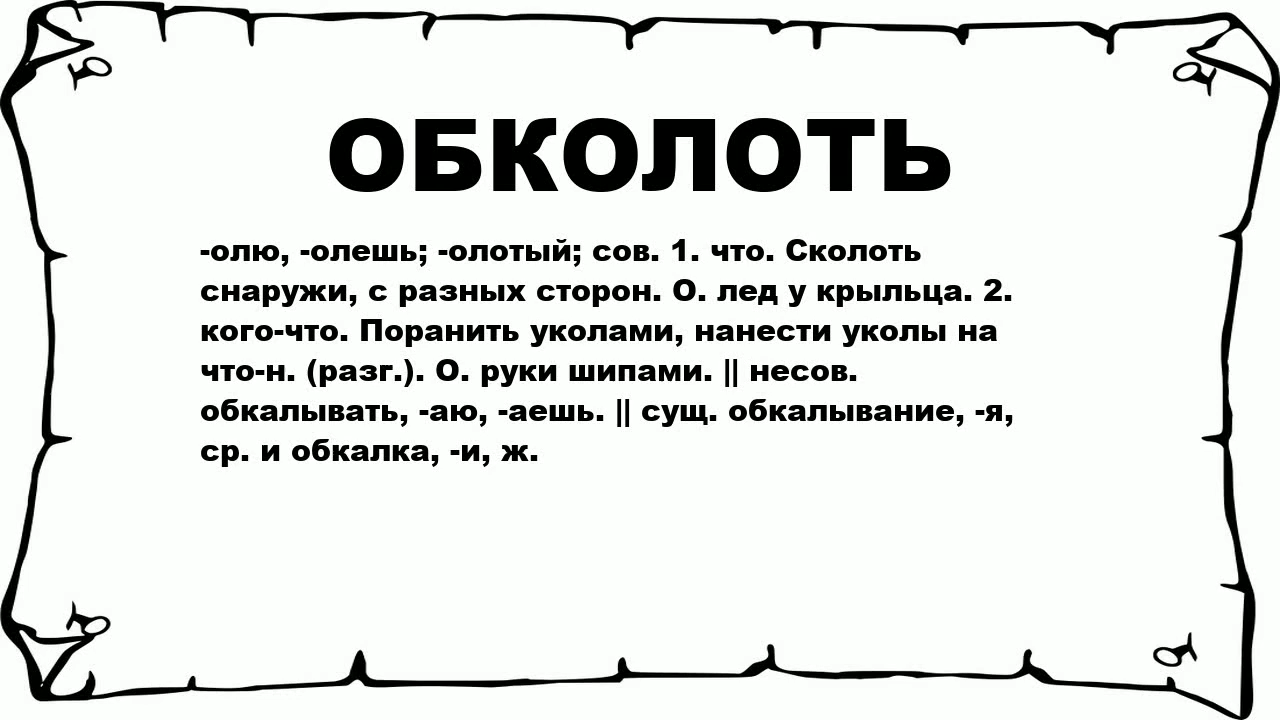 ОБКОЛОТЬ
-олю, -олешь; -олотый; сов. 1. что. Сколоть
снаружи, с разных сторон. О. лед у крыльца. 2.
кого-что. Поранить уколами, нанести уколы на
что-н. (разг.). О. руки шипами. || несов.
обкалывать, -аю, -аешь. || сущ. обкалывание, -я,
ср. и обкалка, -и, ж.